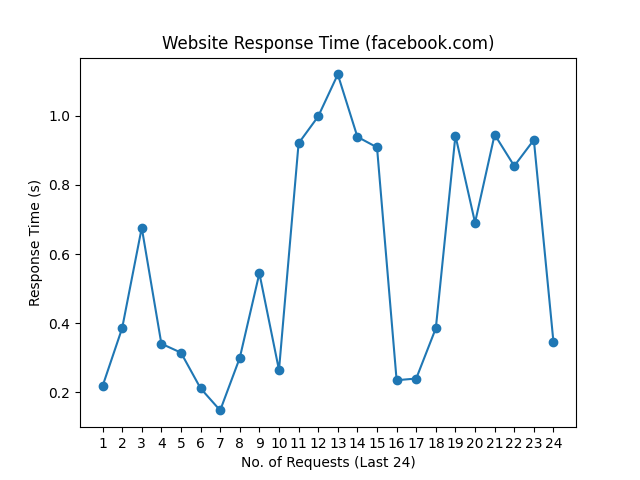 Website Response Time (facebook.com)
Response Time (s)
1.0
0.8
0.6
0.4
0.2
1 2 3 4 5 6 7 8 9 10 11 12 13 14 15 16 17 18 19 20 21 22 23 24
No. of Requests (Last 24)